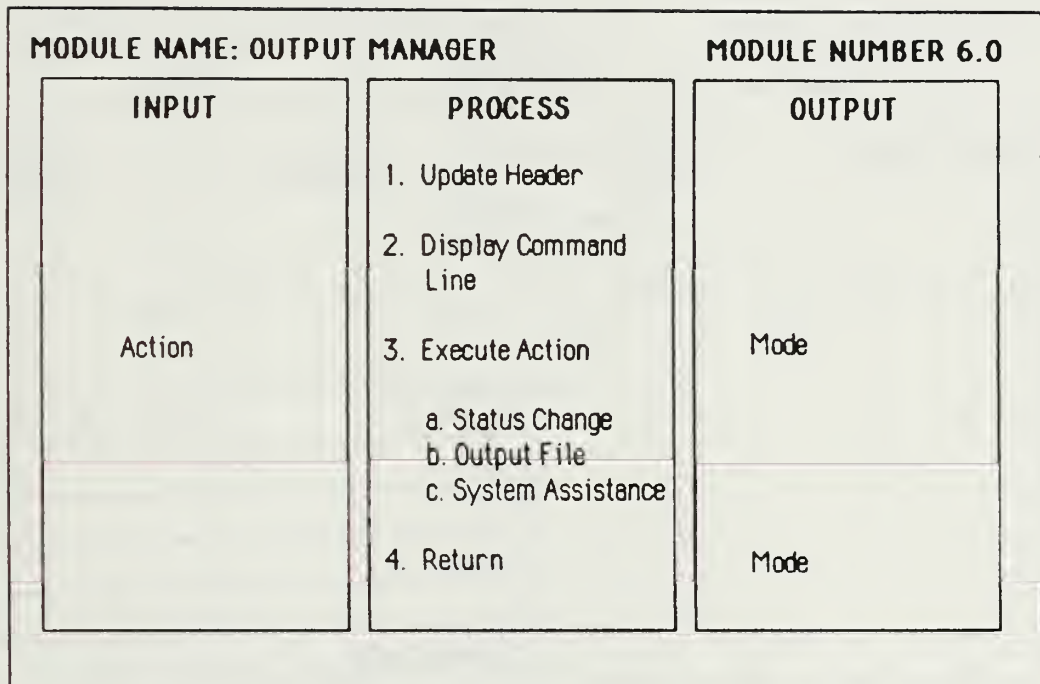 MODULE NAME: OUTPUT MANAGER
MODULE NUMBER 6.0
INPUT
Action
PROCESS
1. Update Header
2. Display Command
Line
3. Execute Action
a. Status Change
b. Output File
c. System Assistance
4. Return
OUTPUT
Mode
Mode